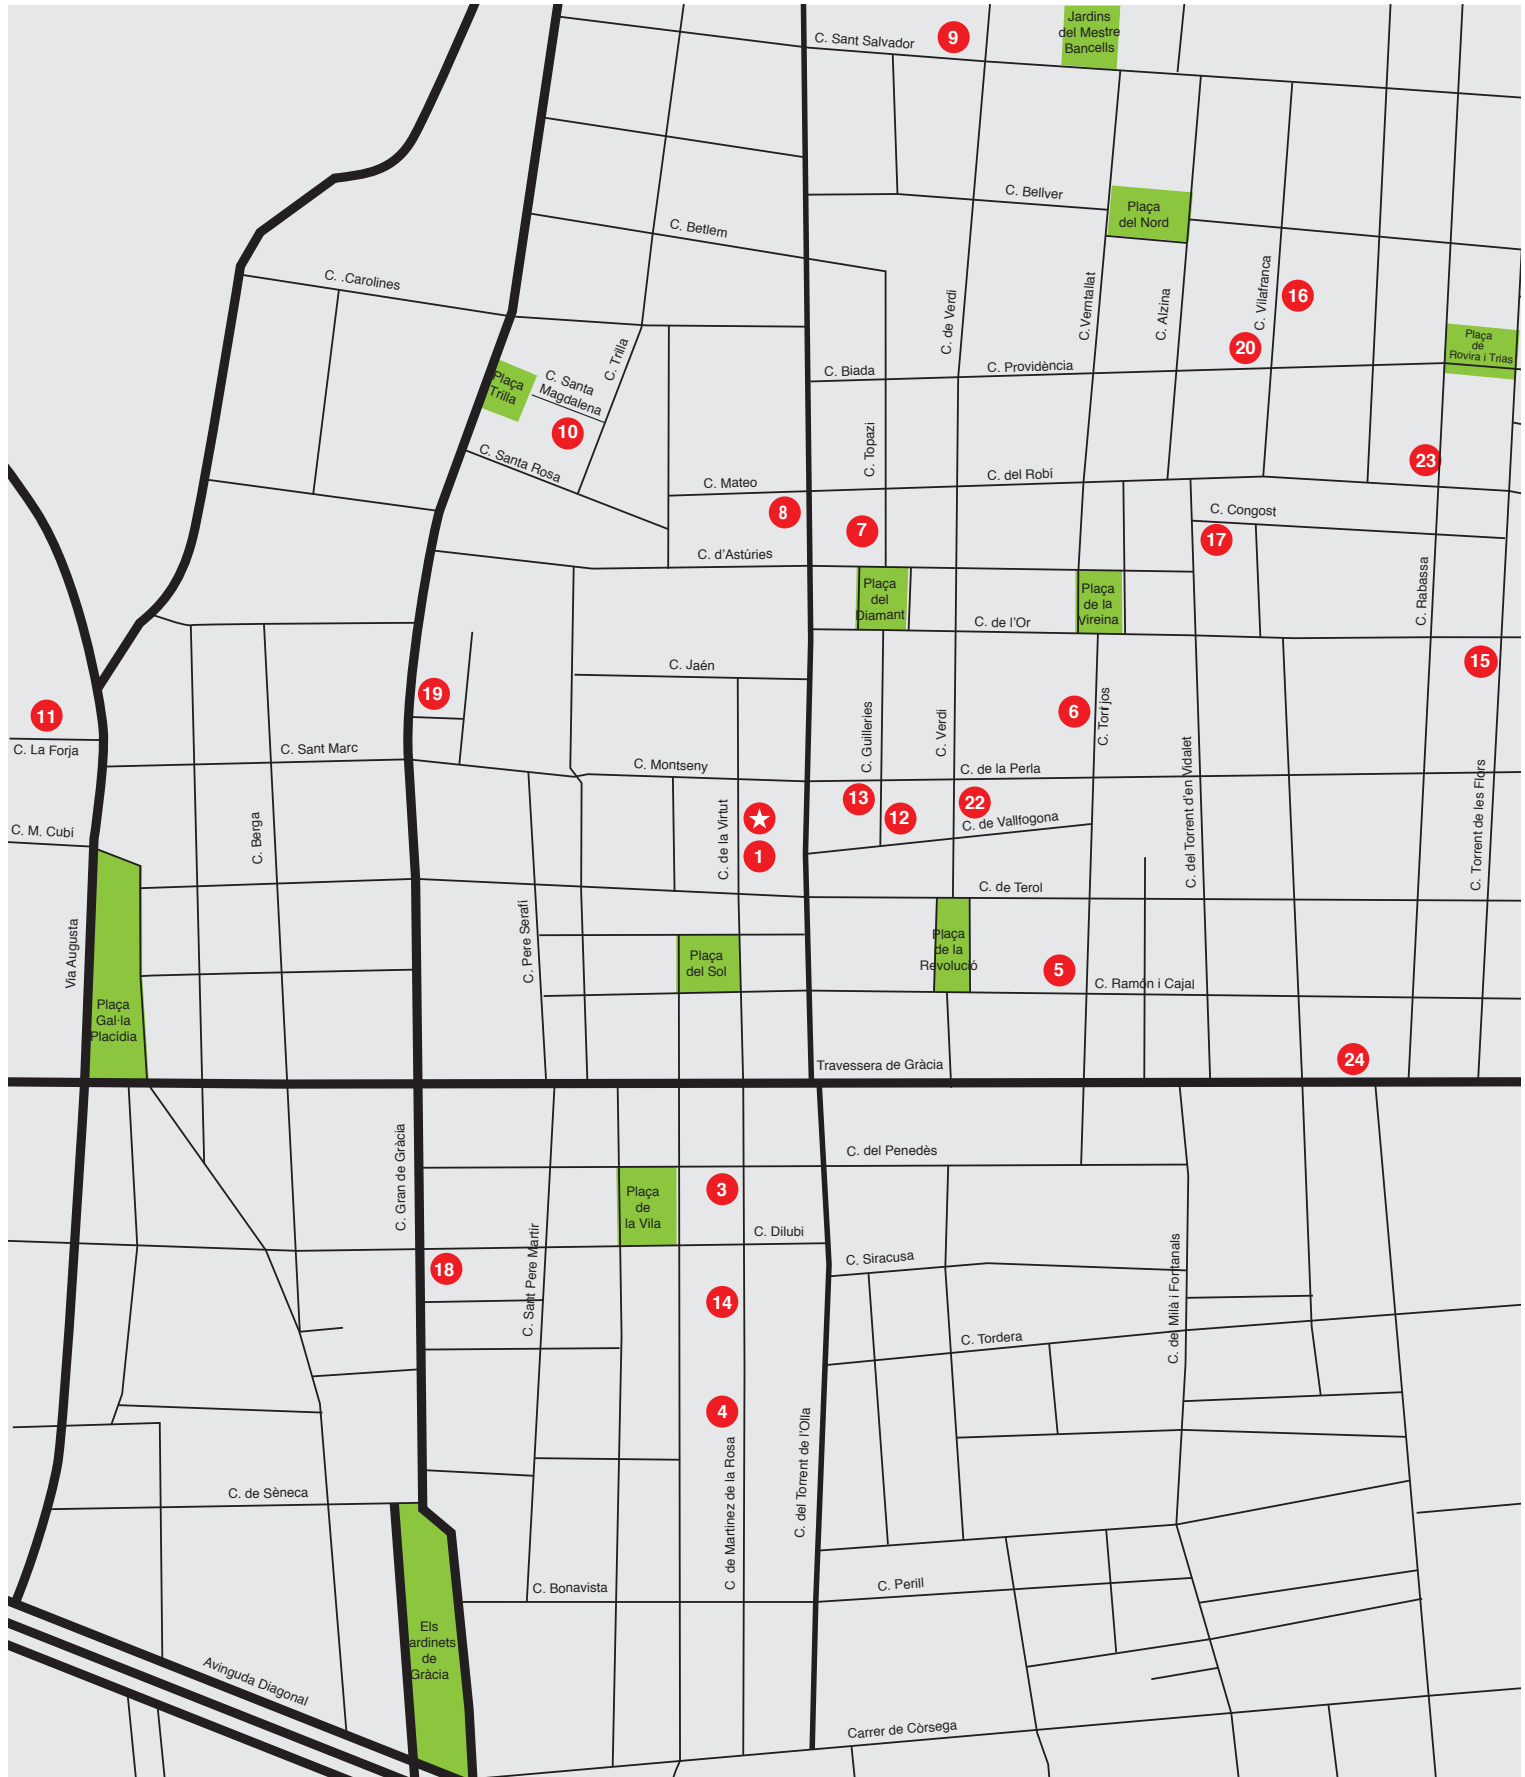 Jardins
del Mestre
Bancells
C. Sant Salvador
9
C. Bellver
Plaça
del Nord
C. Betlem
C. .Carolines
C. de Verdi
C.Verntallat
C. Alzina
C. Vilafranca
16
20
Plaça
de
Rovira i Trias
C. Trilla
Plaça
Trilla
C. Santa
Magdalena
10
C. Biada
C. Providència
C. Topazi
C. Santa Rosa
C. Mateo
C. del Robí
23
8
7
C. Congost
17
C. d'Astúries
Plaça
del
Diamant
Plaça
de la
Vireina
C. Rabassa
C. de l'Or
C. Jaén
15
19
11
C. La Forja
C. Sant Marc
C. Guilleries
C. Verdi
6
C. Torrijos
C. del Torrent d'en Vidalet
C. Torrent de les Flors
C. Montseny
C. de la Perla
13
12
22
C. de Vallfogona
C. M. Cubí
C. Berga
C. de la Virtut
1
C. de Terol
Via Augusta
C. Pere Serafí
Plaça
del Sol
Plaça
de la
Revolució
5
C. Ramón i Cajal
Plaça
Gal·la
Placídia
Travessera de Gràcia
24
C. Gran de Gràcia
C. del Penedès
Plaça
de
la Vila
3
C. Dilubi
C. Siracusa
18
C. Sant Pere Martir
14
C. del Milà i Fontanals
C. Tordera
4
C de Martinez de la Rosa
C. del Torrent de l'Olla
C. de Sèneca
C. Bonavista
C. Perill
Els
ardinets
de
Gràcia
Avinguda Diagonal
Carrer de Còrsega